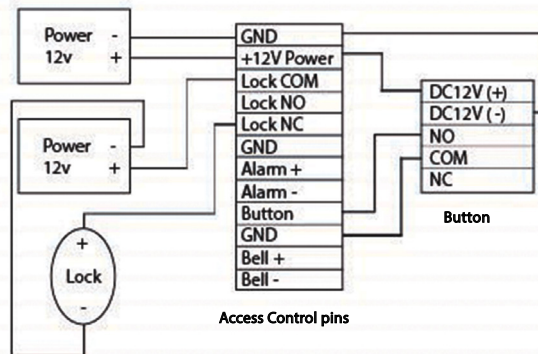 Power -
12v +
Power -
12v +
+
Lock
-
GND
+12V Power
Lock COM
Lock NO
Lock NC
GND
Alarm +
Alarm -
Button
GND
Bell +
Bell -
Access Control pins
DC12V (+)
DC12V (-)
NO
COM
NC
Button